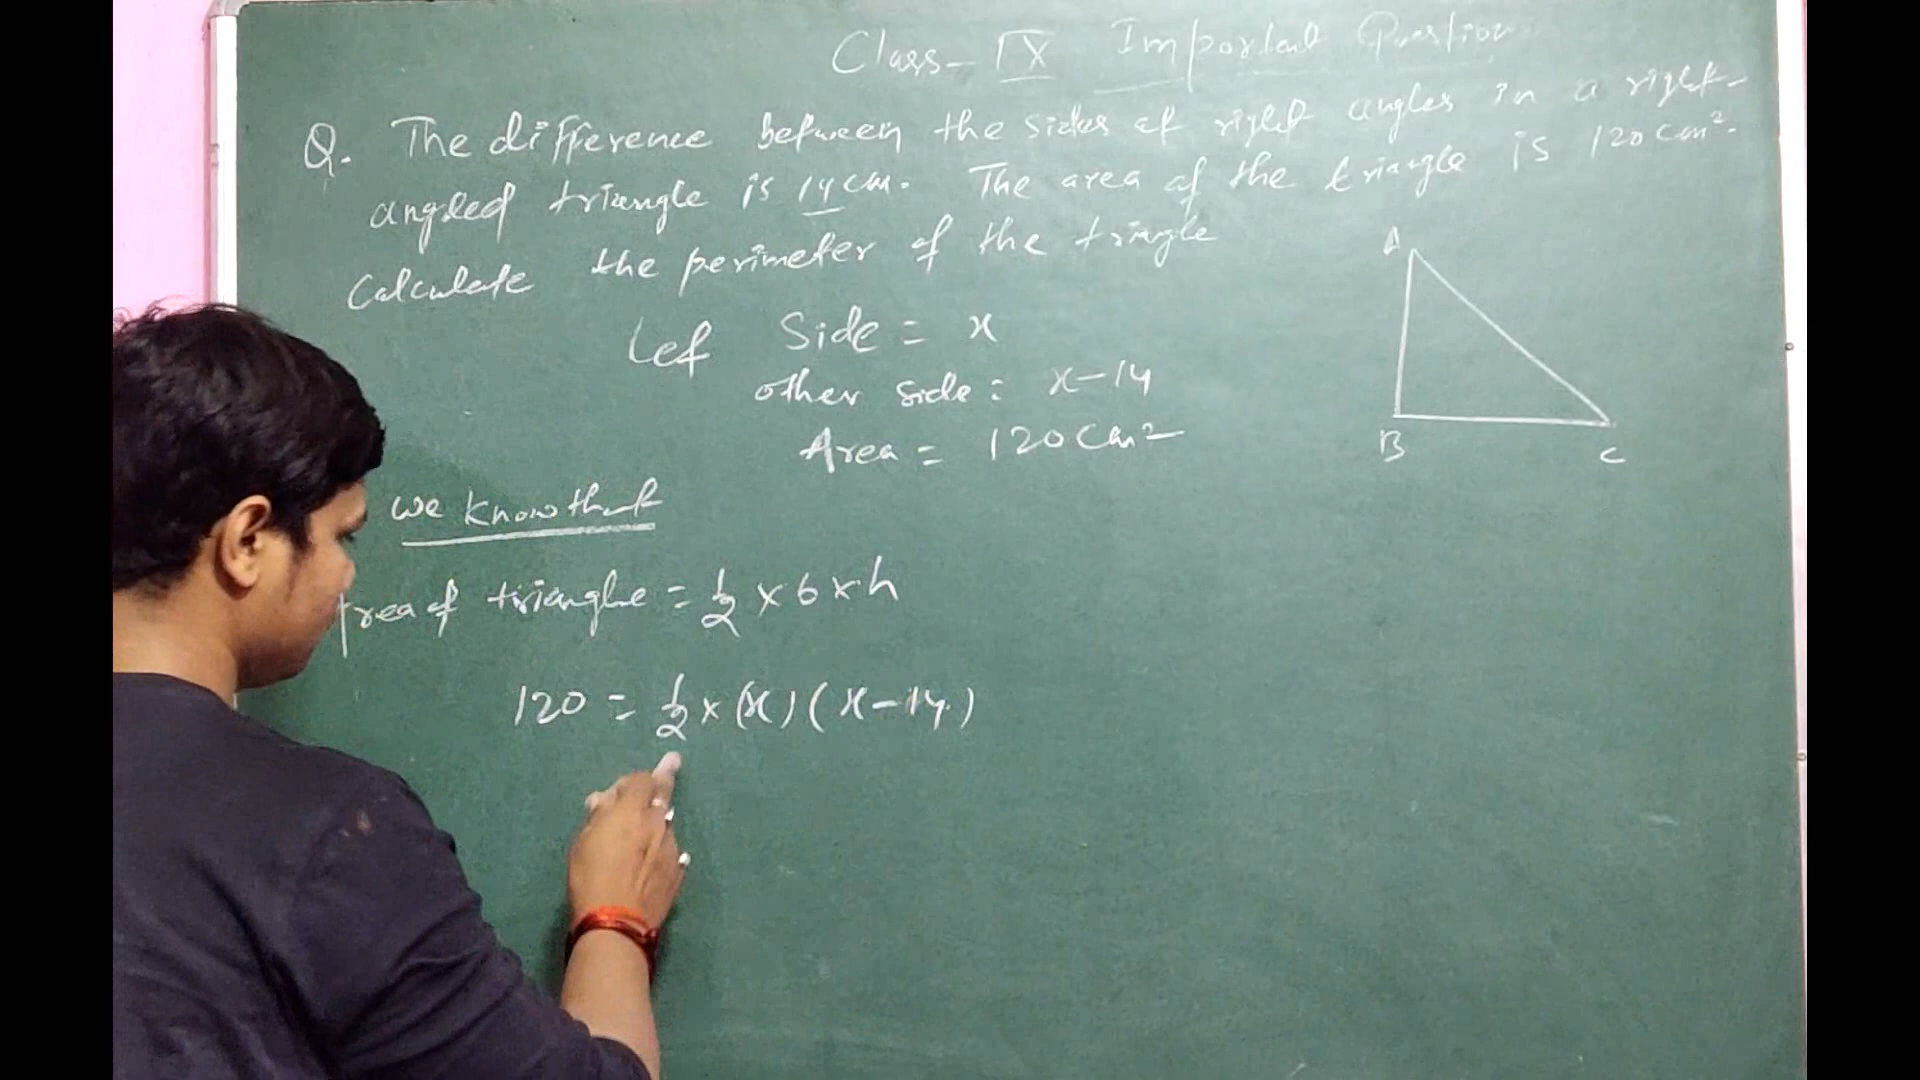 Class - IX Important Question
Q. The difference between the sides of right angles in a right-
angled triangle is 14 cm. The area of the triangle is 120 cm².
Calculate the perimeter of the triangle
Let Side = x
other side = x-14
Area = 120 cm²
A
B
C
we know that
Area of triangle = 1/2 × b × h
120 = 1/2 × (x) (x-14)